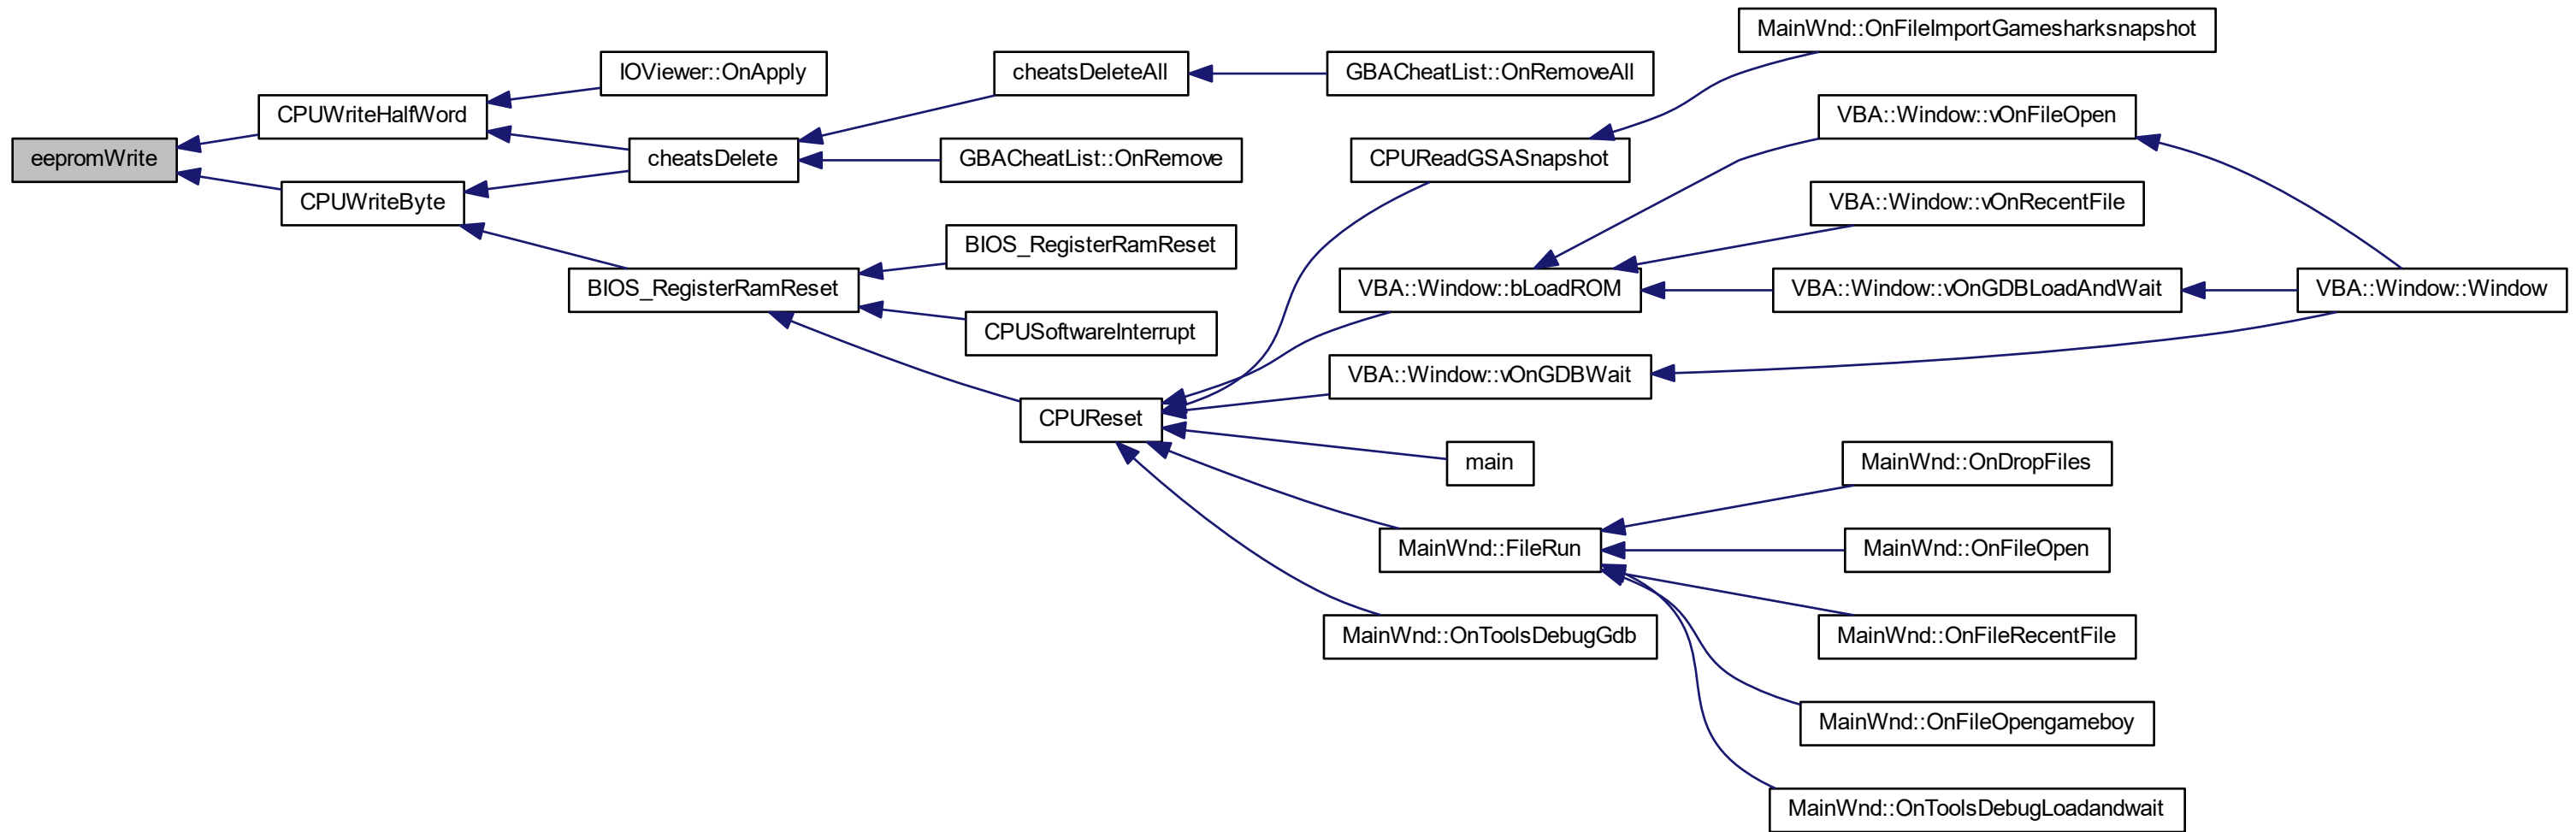 eepromWrite
CPUWriteHalfWord
IOViewer::OnApply
cheatsDelete
cheatsDeleteAll
GBACheatList::OnRemoveAll
GBACheatList::OnRemove
CPUWriteByte
BIOS_RegisterRamReset
BIOS_RegisterRamReset
CPUSoftwareInterrupt
CPUReset
CPUReadGSASnapshot
MainWnd::OnFileImportGamesharksnapshot
VBA::Window::bLoadROM
VBA::Window::vOnFileOpen
VBA::Window::vOnRecentFile
VBA::Window::vOnGDBLoadAndWait
VBA::Window::Window
VBA::Window::vOnGDBWait
main
MainWnd::FileRun
MainWnd::OnDropFiles
MainWnd::OnFileOpen
MainWnd::OnFileRecentFile
MainWnd::OnFileOpengameboy
MainWnd::OnToolsDebugLoadandwait
MainWnd::OnToolsDebugGdb